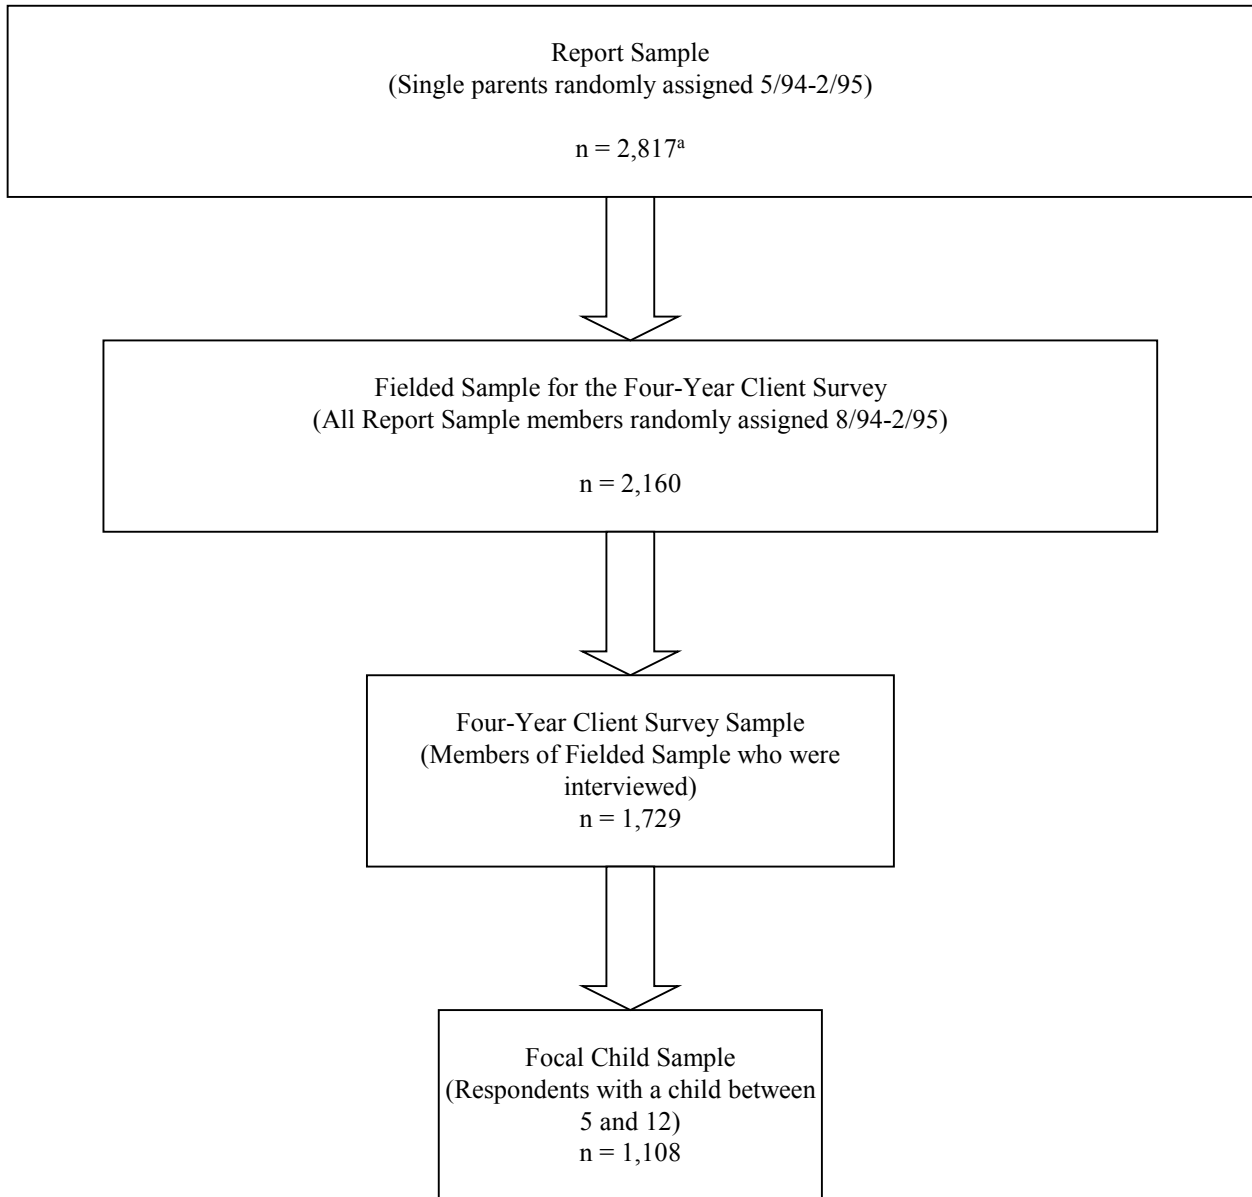 Report Sample
(Single parents randomly assigned 5/94-2/95)
n = 2,817ᵃ
Fielded Sample for the Four-Year Client Survey
(All Report Sample members randomly assigned 8/94-2/95)
n = 2,160
Four-Year Client Survey Sample
(Members of Fielded Sample who were
interviewed)
n = 1,729
Focal Child Sample
(Respondents with a child between
5 and 12)
n = 1,108